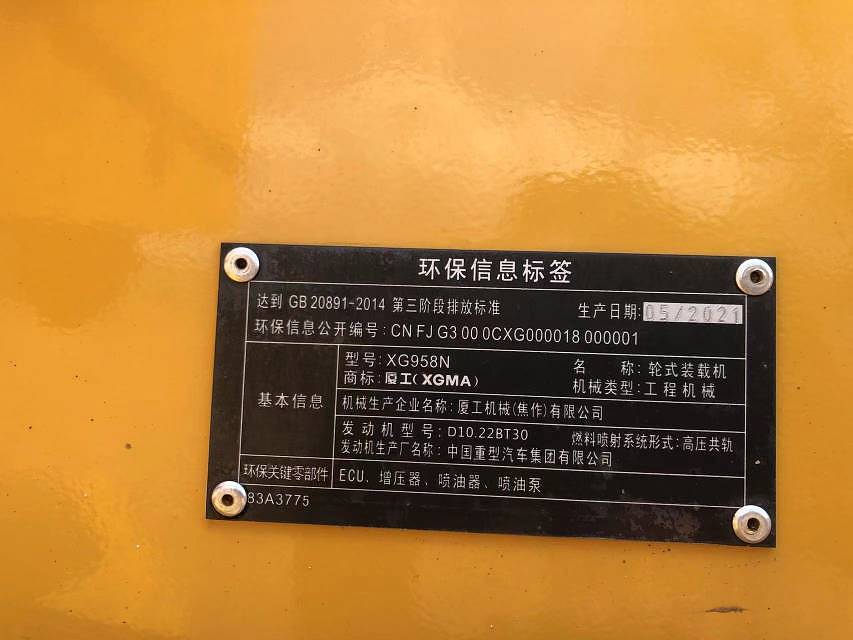 环保信息标签
达到 GB 20891-2014 第三阶段排放标准 生产日期: 05/2021
环保信息公开编号: CN FJ G3 00 0CXG000018 000001
基本信息
型号: XG958N 名 称: 轮式装载机
商标: 厦工(XGMA) 机械类型: 工程机械
机械生产企业名称: 厦工机械(焦作)有限公司
发动机型号: D10.22BT30 燃料喷射系统形式: 高压共轨
发动机生产厂名称: 中国重型汽车集团有限公司
环保关键零部件 ECU、增压器、喷油器、喷油泵
83A3775